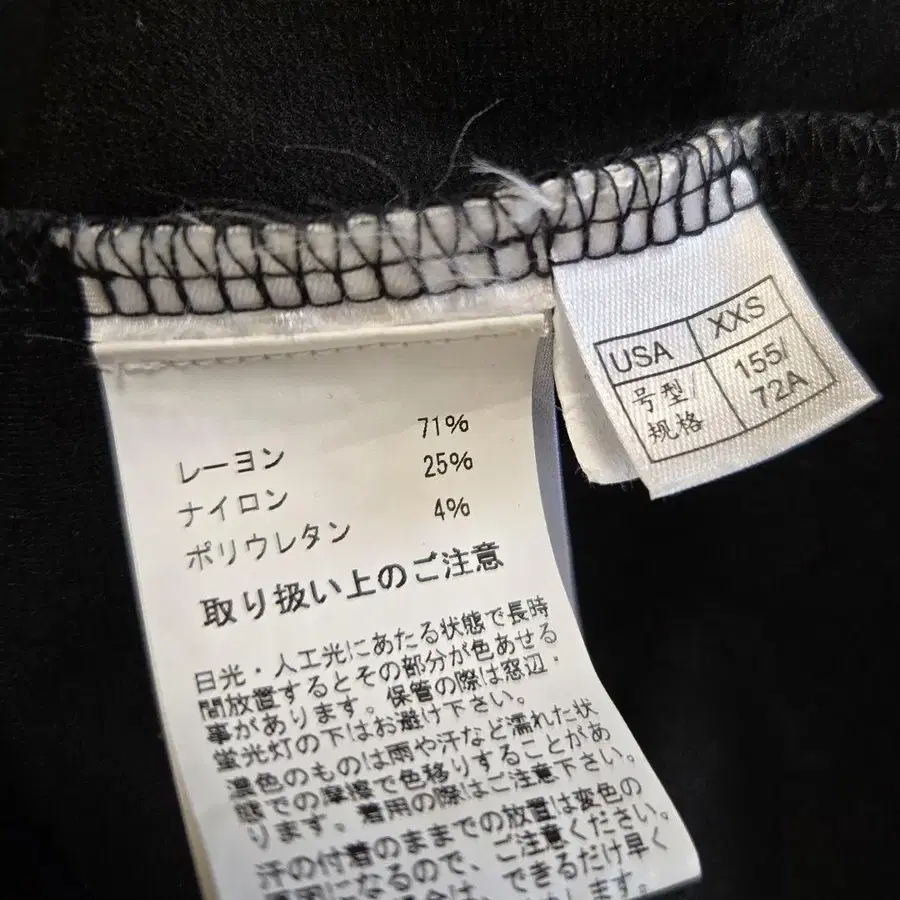 レーヨン 71%
ナイロン 25%
ポリウレタン 4%
取り扱い上のご注意
日光・人工光にあたる状態で長時
間放置するとその部分が色あせる
事があります。保管の際は窓辺・
蛍光灯の下はお避け下さい。
濃色のものは雨や汗など濡れた状
態での摩擦で色移りすることがあ
ります。着用の際はご注意下さい。
汗の付着のままでの放置は変色の
原因になるので、ご注意ください。
できるだけ早く
USA XXS
号型/ 155/
规格 72A